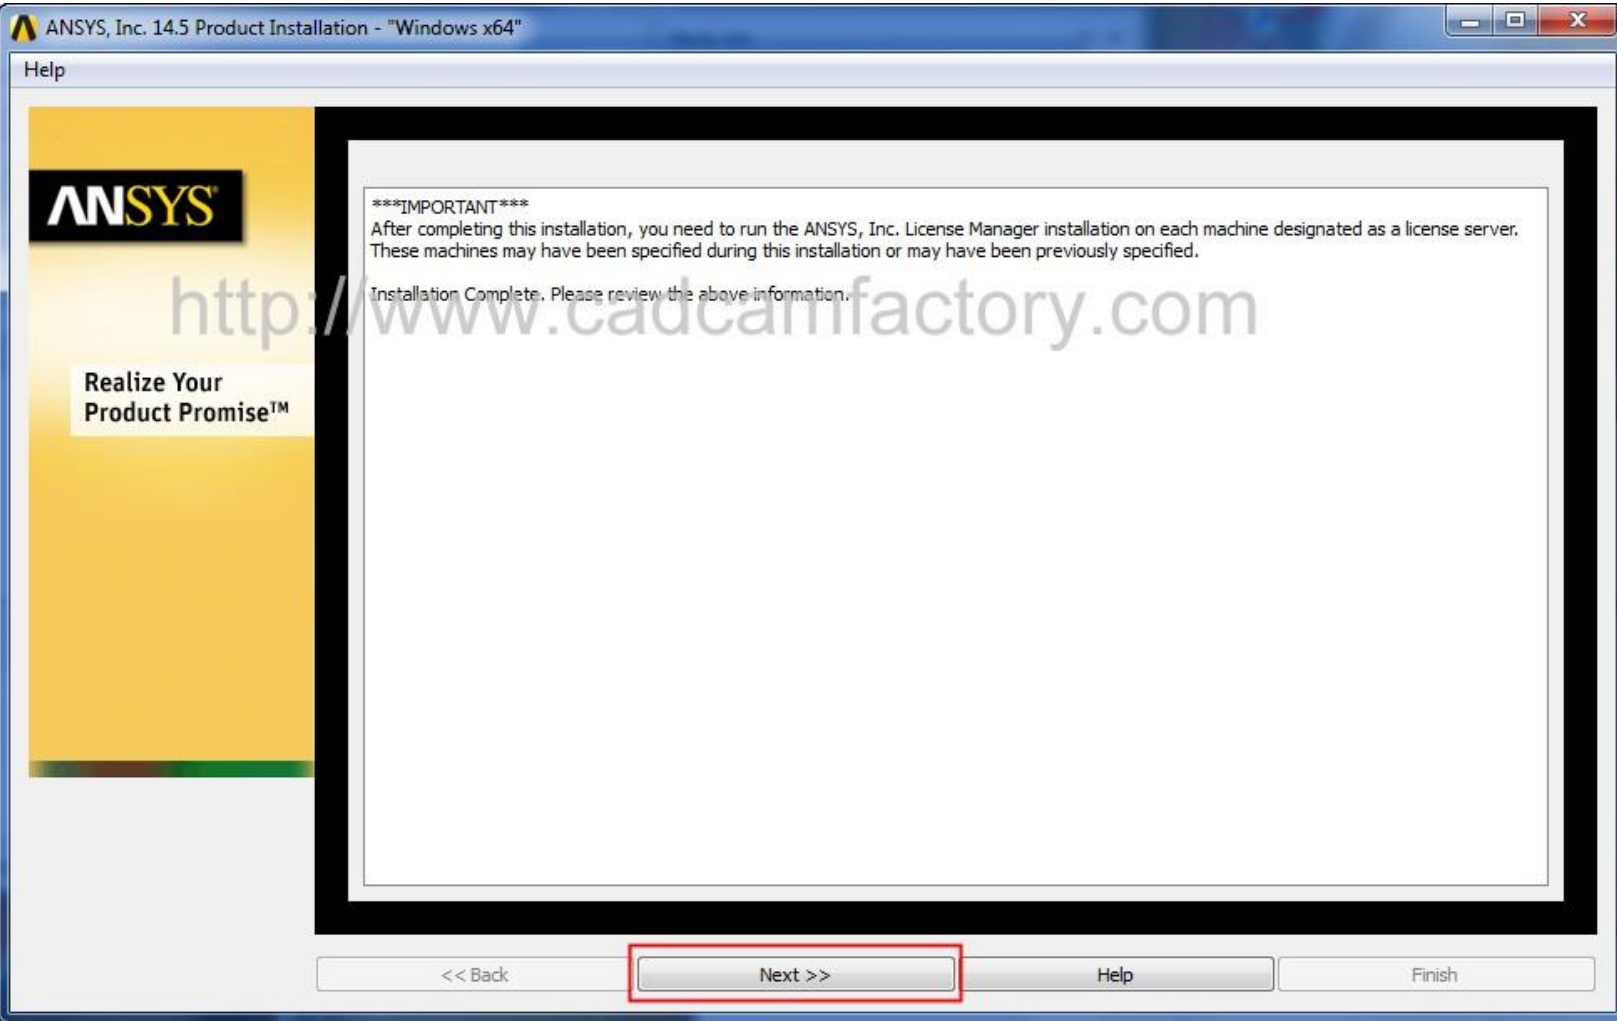 ANSYS, Inc. 14.5 Product Installation - "Windows x64"
Help
ANSYS®
***IMPORTANT***
After completing this installation, you need to run the ANSYS, Inc. License Manager installation on each machine designated as a license server.
These machines may have been specified during this installation or may have been previously specified.
Installation Complete. Please review the above information.
http://www.cadcamfactory.com
Realize Your
Product Promise™
<< Back
Next >>
Help
Finish